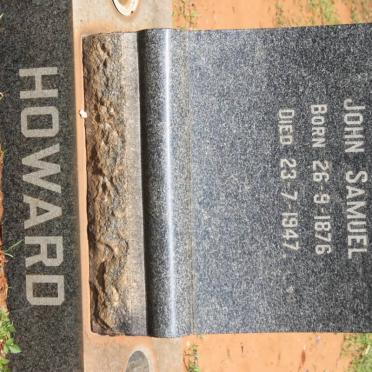 JOHN SAMUEL
BORN 26·9·1876
DIED 23·7·1947.
HOWARD